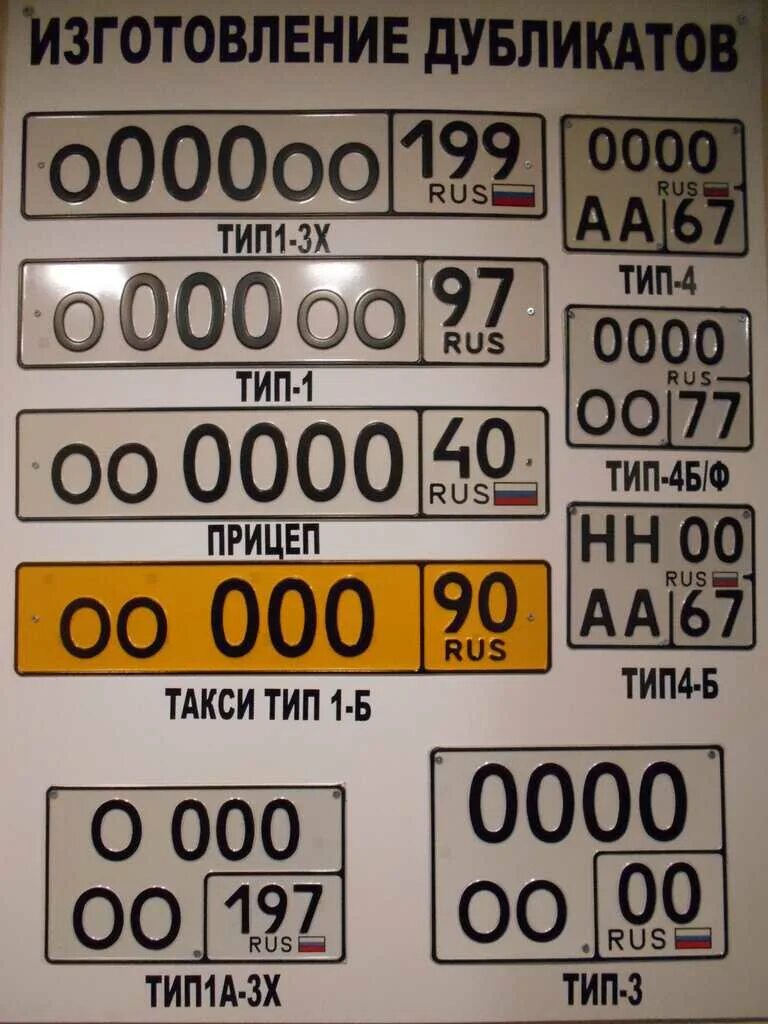 ИЗГОТОВЛЕНИЕ ДУБЛИКАТОВ
о000оо 199
RUS
ТИП1-3Х
0000
RUS
АА 67
ТИП-4
о 000 оо 97
RUS
ТИП-1
0000
RUS
ОО 77
ТИП-4Б/Ф
оо 0000 40
RUS
ПРИЦЕП
НН 00
RUS
АА 67
ТИП4-Б
оо 000 90
RUS
ТАКСИ ТИП 1-Б
О 000
ОО 197
RUS
ТИП1А-3Х
0000
ОО 00
RUS
ТИП-3